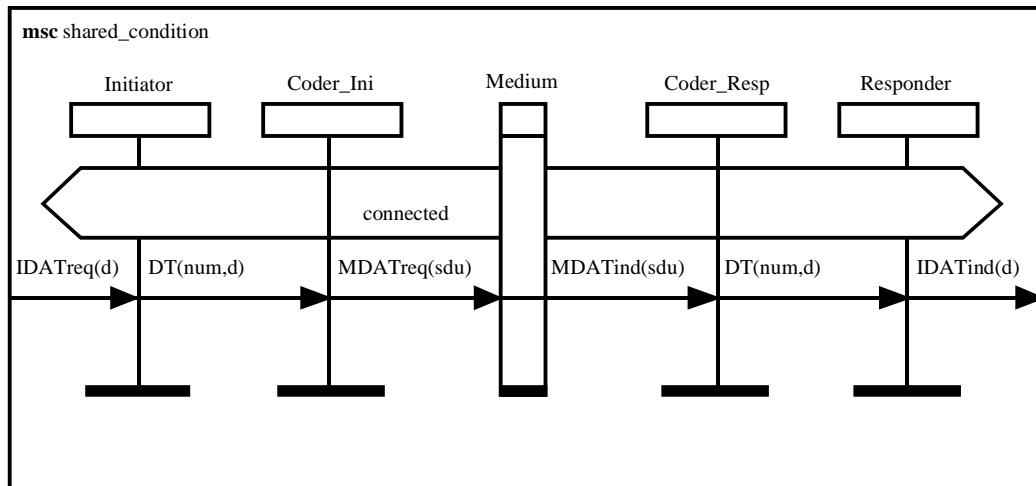 msc shared_condition
Initiator
Coder_Ini
Medium
Coder_Resp
Responder
connected
IDATreq(d)
DT(num,d)
MDATreq(sdu)
MDATind(sdu)
DT(num,d)
IDATind(d)